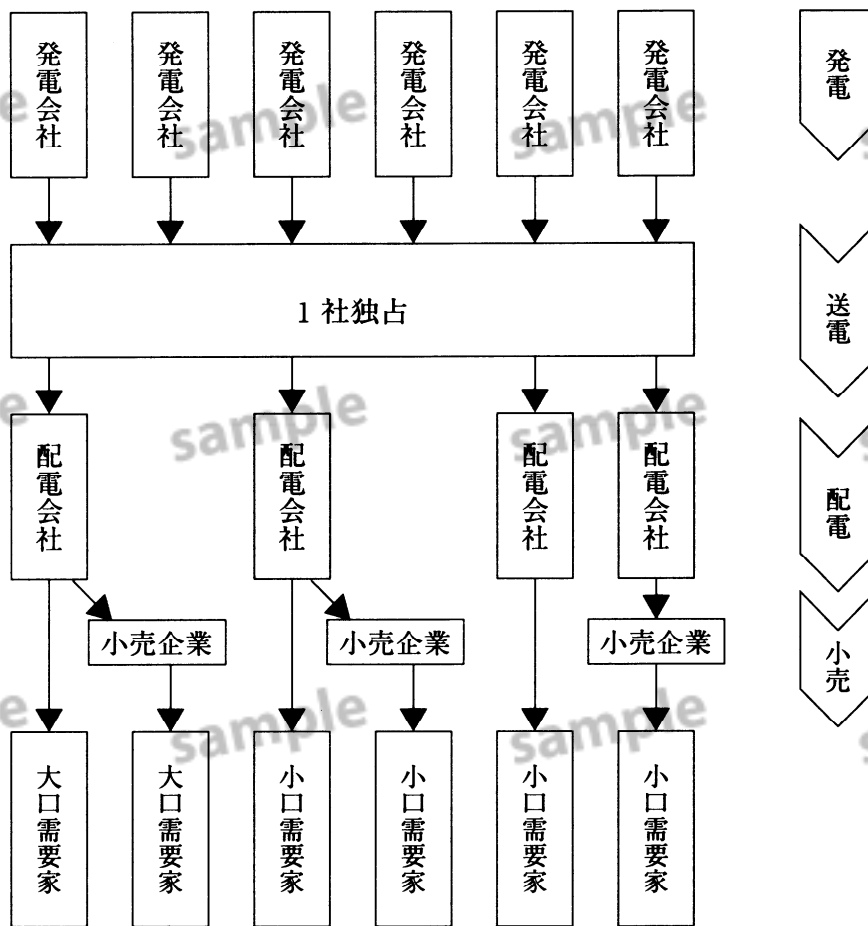 発電会社
発電会社
発電会社
発電会社
発電会社
発電会社
発電
1 社独占
送電
配電会社
配電会社
配電会社
配電会社
配電
小売企業
小売企業
小売企業
小売
大口需要家
大口需要家
小口需要家
小口需要家
小口需要家
小口需要家
sample
sample
sample
sample
sample
sample